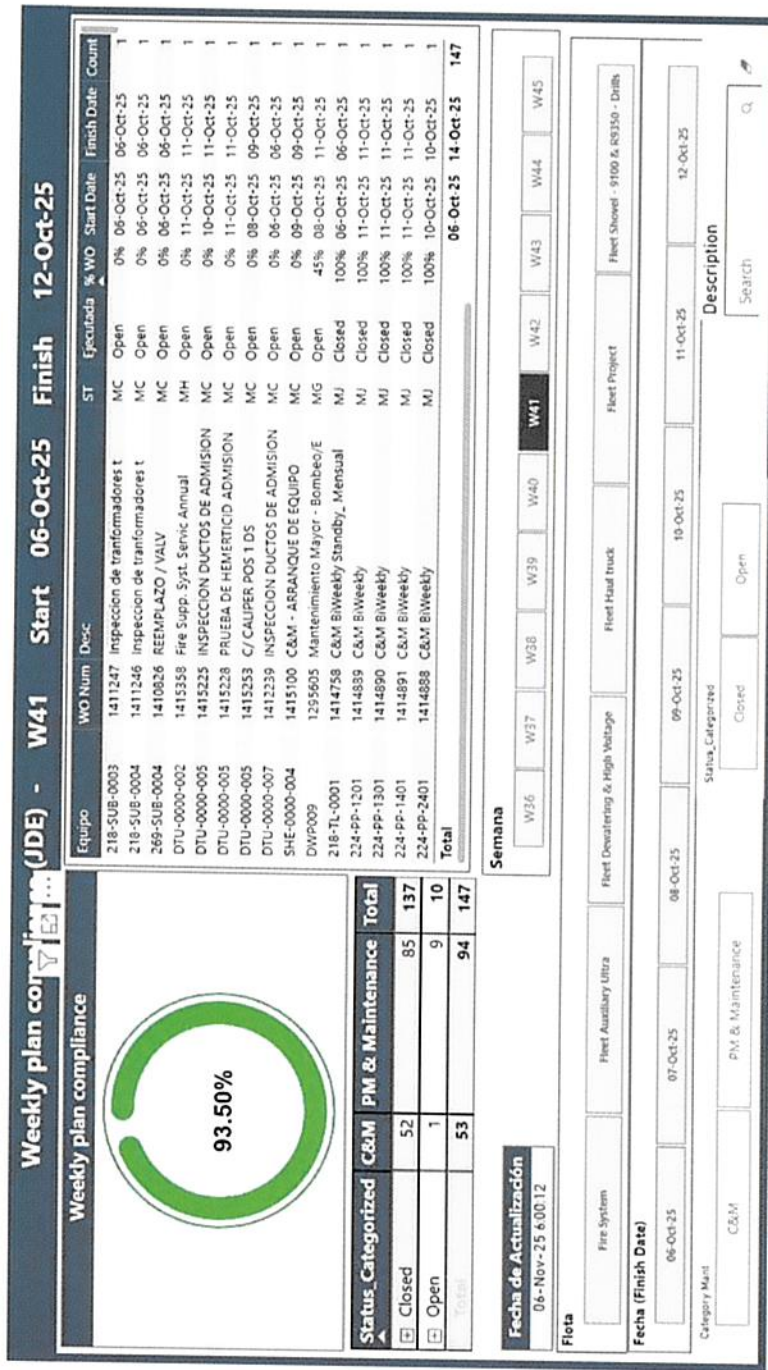 Weekly plan compliance (JDE) - W41 Start 06-Oct-25 Finish 12-Oct-25
Weekly plan compliance
93.50%
Status_Categorized C&M PM & Maintenance Total
Closed 52 85 137
Open 1 9 10
Total 53 94 147
Equipo WO Num Desc ST Ejecutada % WO Start Date Finish Date Count
218-SUB-0003 1411247 Inspeccion de tranformadores t MC Open 0% 06-Oct-25 06-Oct-25 1
218-SUB-0004 1411246 Inspeccion de tranformadores t MC Open 0% 06-Oct-25 06-Oct-25 1
269-SUB-0004 1410826 REEMPLAZO / VALV MC Open 0% 06-Oct-25 06-Oct-25 1
DTU-0000-002 1415358 Fire Supp. Syst. Servic Annual MH Open 0% 11-Oct-25 11-Oct-25 1
DTU-0000-005 1415225 INSPECCION DUCTOS DE ADMISION MC Open 0% 10-Oct-25 11-Oct-25 1
DTU-0000-005 1415228 PRUEBA DE HEMERTICID ADMISION MC Open 0% 11-Oct-25 11-Oct-25 1
DTU-0000-005 1415253 C/ CALIPER POS 1 DS MC Open 0% 08-Oct-25 09-Oct-25 1
DTU-0000-007 1412239 INSPECCION DUCTOS DE ADMISION MC Open 0% 06-Oct-25 06-Oct-25 1
SHE-0000-004 1415100 C&M - ARRANQUE DE EQUIPO MC Open 0% 09-Oct-25 09-Oct-25 1
DWP009 1295605 Mantenimiento Mayor - Bombeo/E MG Open 45% 08-Oct-25 11-Oct-25 1
218-TL-0001 1414758 C&M BiWeekly Standby_ Mensual MJ Closed 100% 06-Oct-25 06-Oct-25 1
224-PP-1201 1414889 C&M BiWeekly MJ Closed 100% 11-Oct-25 11-Oct-25 1
224-PP-1301 1414890 C&M BiWeekly MJ Closed 100% 11-Oct-25 11-Oct-25 1
224-PP-1401 1414891 C&M BiWeekly MJ Closed 100% 11-Oct-25 11-Oct-25 1
224-PP-2401 1414888 C&M BiWeekly MJ Closed 100% 10-Oct-25 10-Oct-25 1
Total 06-Oct-25 14-Oct-25 147
Fecha de Actualización
06-Nov-25 6:00:12
Semana
W36 W37 W38 W39 W40 W41 W42 W43 W44 W45
Flota
Fire System Fleet Auxiliary Ultra Fleet Dewatering & High Voltage Fleet Haul truck Fleet Project Fleet Shovel - 9100 & R9350 - Drills
Fecha (Finish Date)
06-Oct-25 07-Oct-25 08-Oct-25 09-Oct-25 10-Oct-25 11-Oct-25 12-Oct-25
Category Mant Status_Categorized Description
C&M PM & Maintenance Closed Open Search